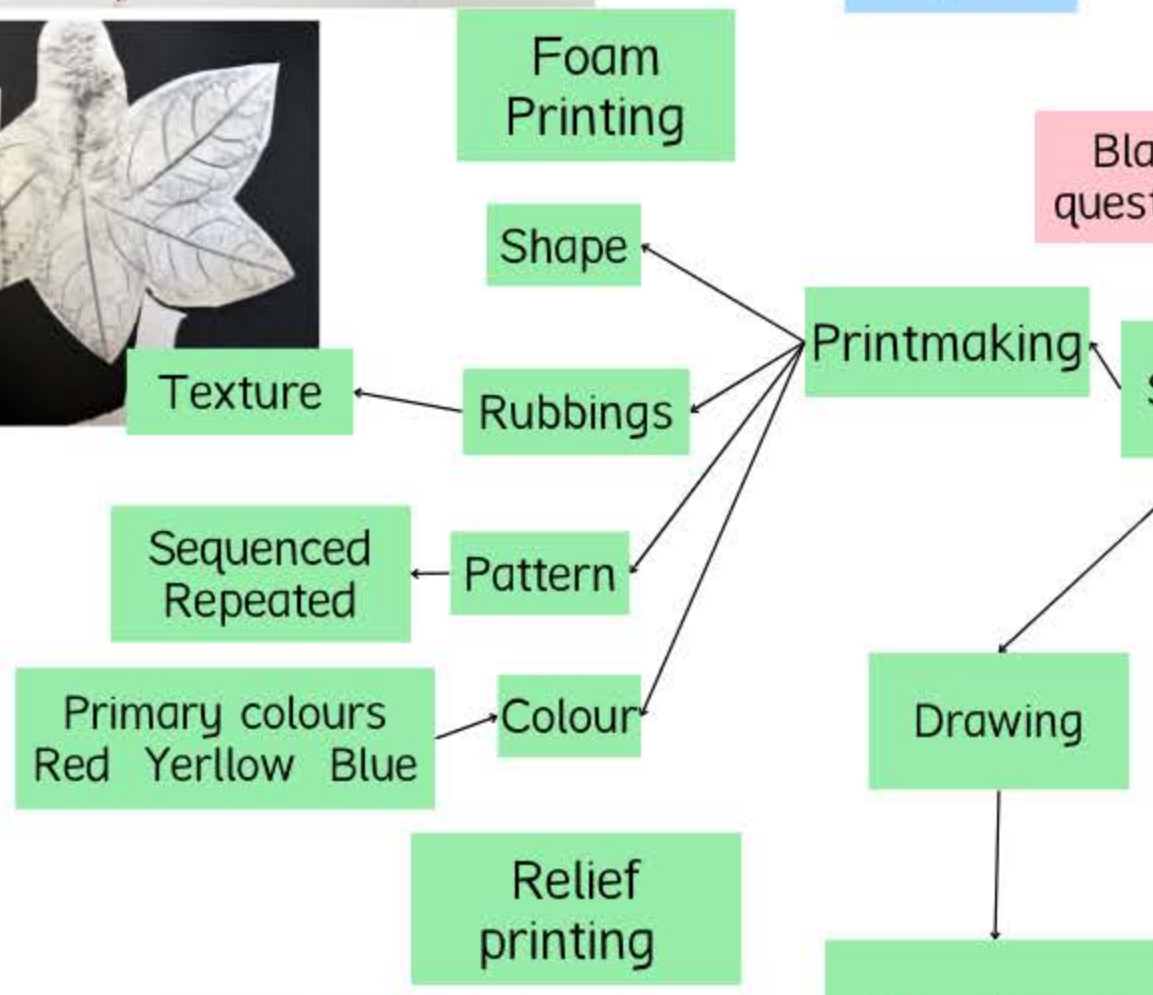 Foam
Printing
Shape
Printmaking
Texture
Rubbings
Sequenced
Repeated
Pattern
Primary colours
Red Yerllow Blue
Colour
Drawing
Relief
printing